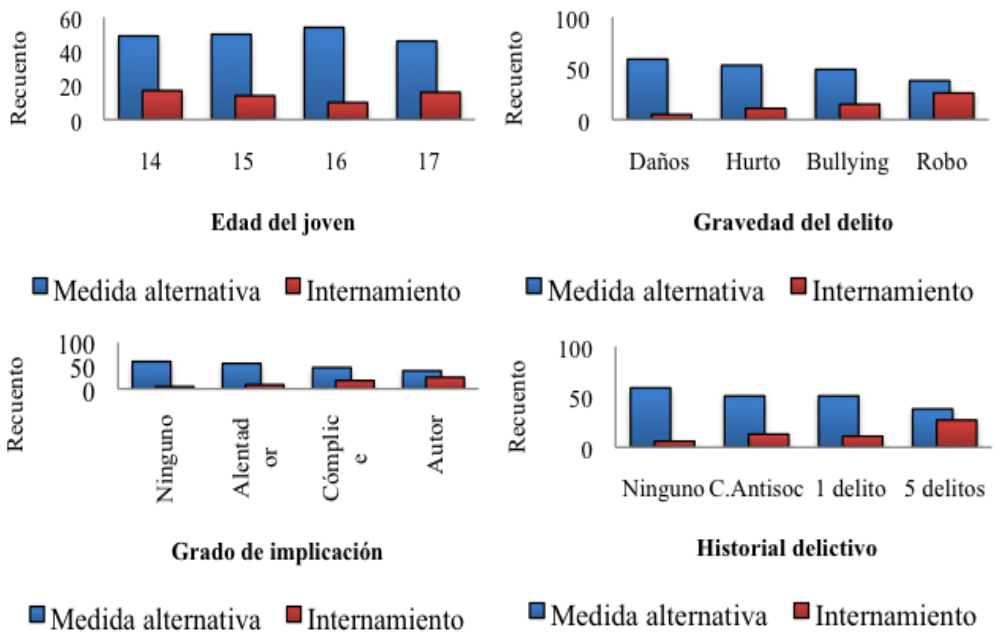 Recuento
60
40
20
0
14 15 16 17
Edad del joven
Medida alternativa Internamiento
Recuento
100
50
0
Daños Hurto Bullying Robo
Gravedad del delito
Medida alternativa Internamiento
Recuento
100
50
0
Ninguno
Alentad
or
Cómplic
e
Autor
Grado de implicación
Medida alternativa Internamiento
Recuento
100
50
0
Ninguno C.Antisoc 1 delito 5 delitos
Historial delictivo
Medida alternativa Internamiento